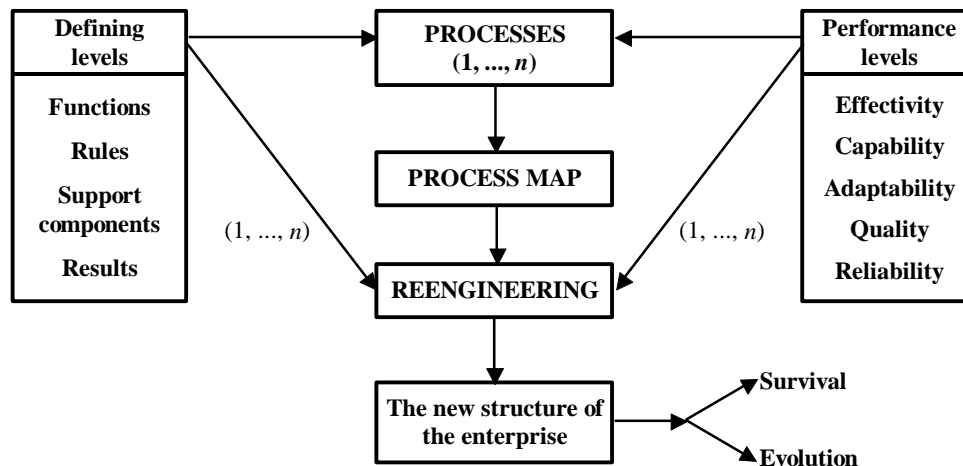 Defining
levels
Functions
Rules
Support
components
Results
PROCESSES
(1, ..., n)
PROCESS MAP
(1, ..., n)
(1, ..., n)
REENGINEERING
The new structure of
the enterprise
Performance
levels
Effectivity
Capability
Adaptability
Quality
Reliability
Survival
Evolution